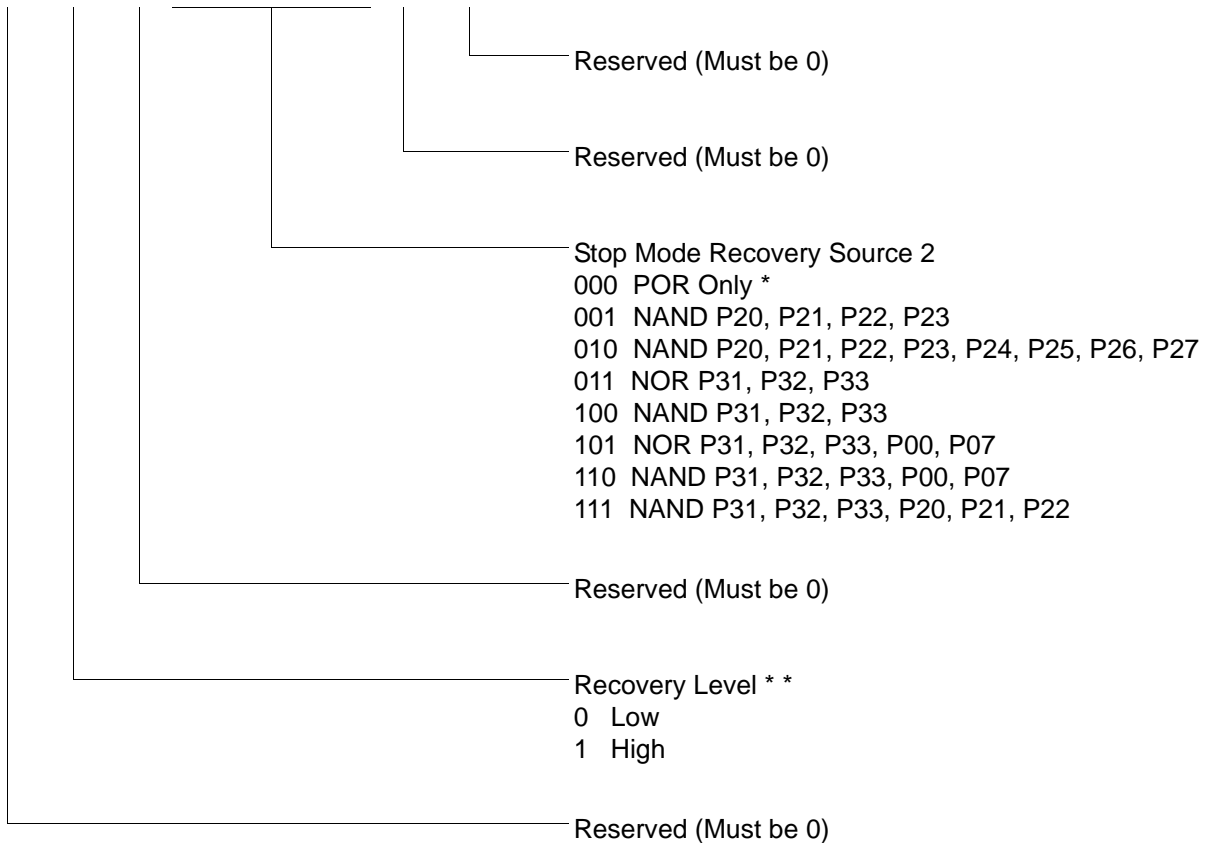 Reserved (Must be 0)
Reserved (Must be 0)
Stop Mode Recovery Source 2
000 POR Only *
001 NAND P20, P21, P22, P23
010 NAND P20, P21, P22, P23, P24, P25, P26, P27
011 NOR P31, P32, P33
100 NAND P31, P32, P33
101 NOR P31, P32, P33, P00, P07
110 NAND P31, P32, P33, P00, P07
111 NAND P31, P32, P33, P20, P21, P22
Reserved (Must be 0)
Recovery Level * *
0 Low
1 High
Reserved (Must be 0)